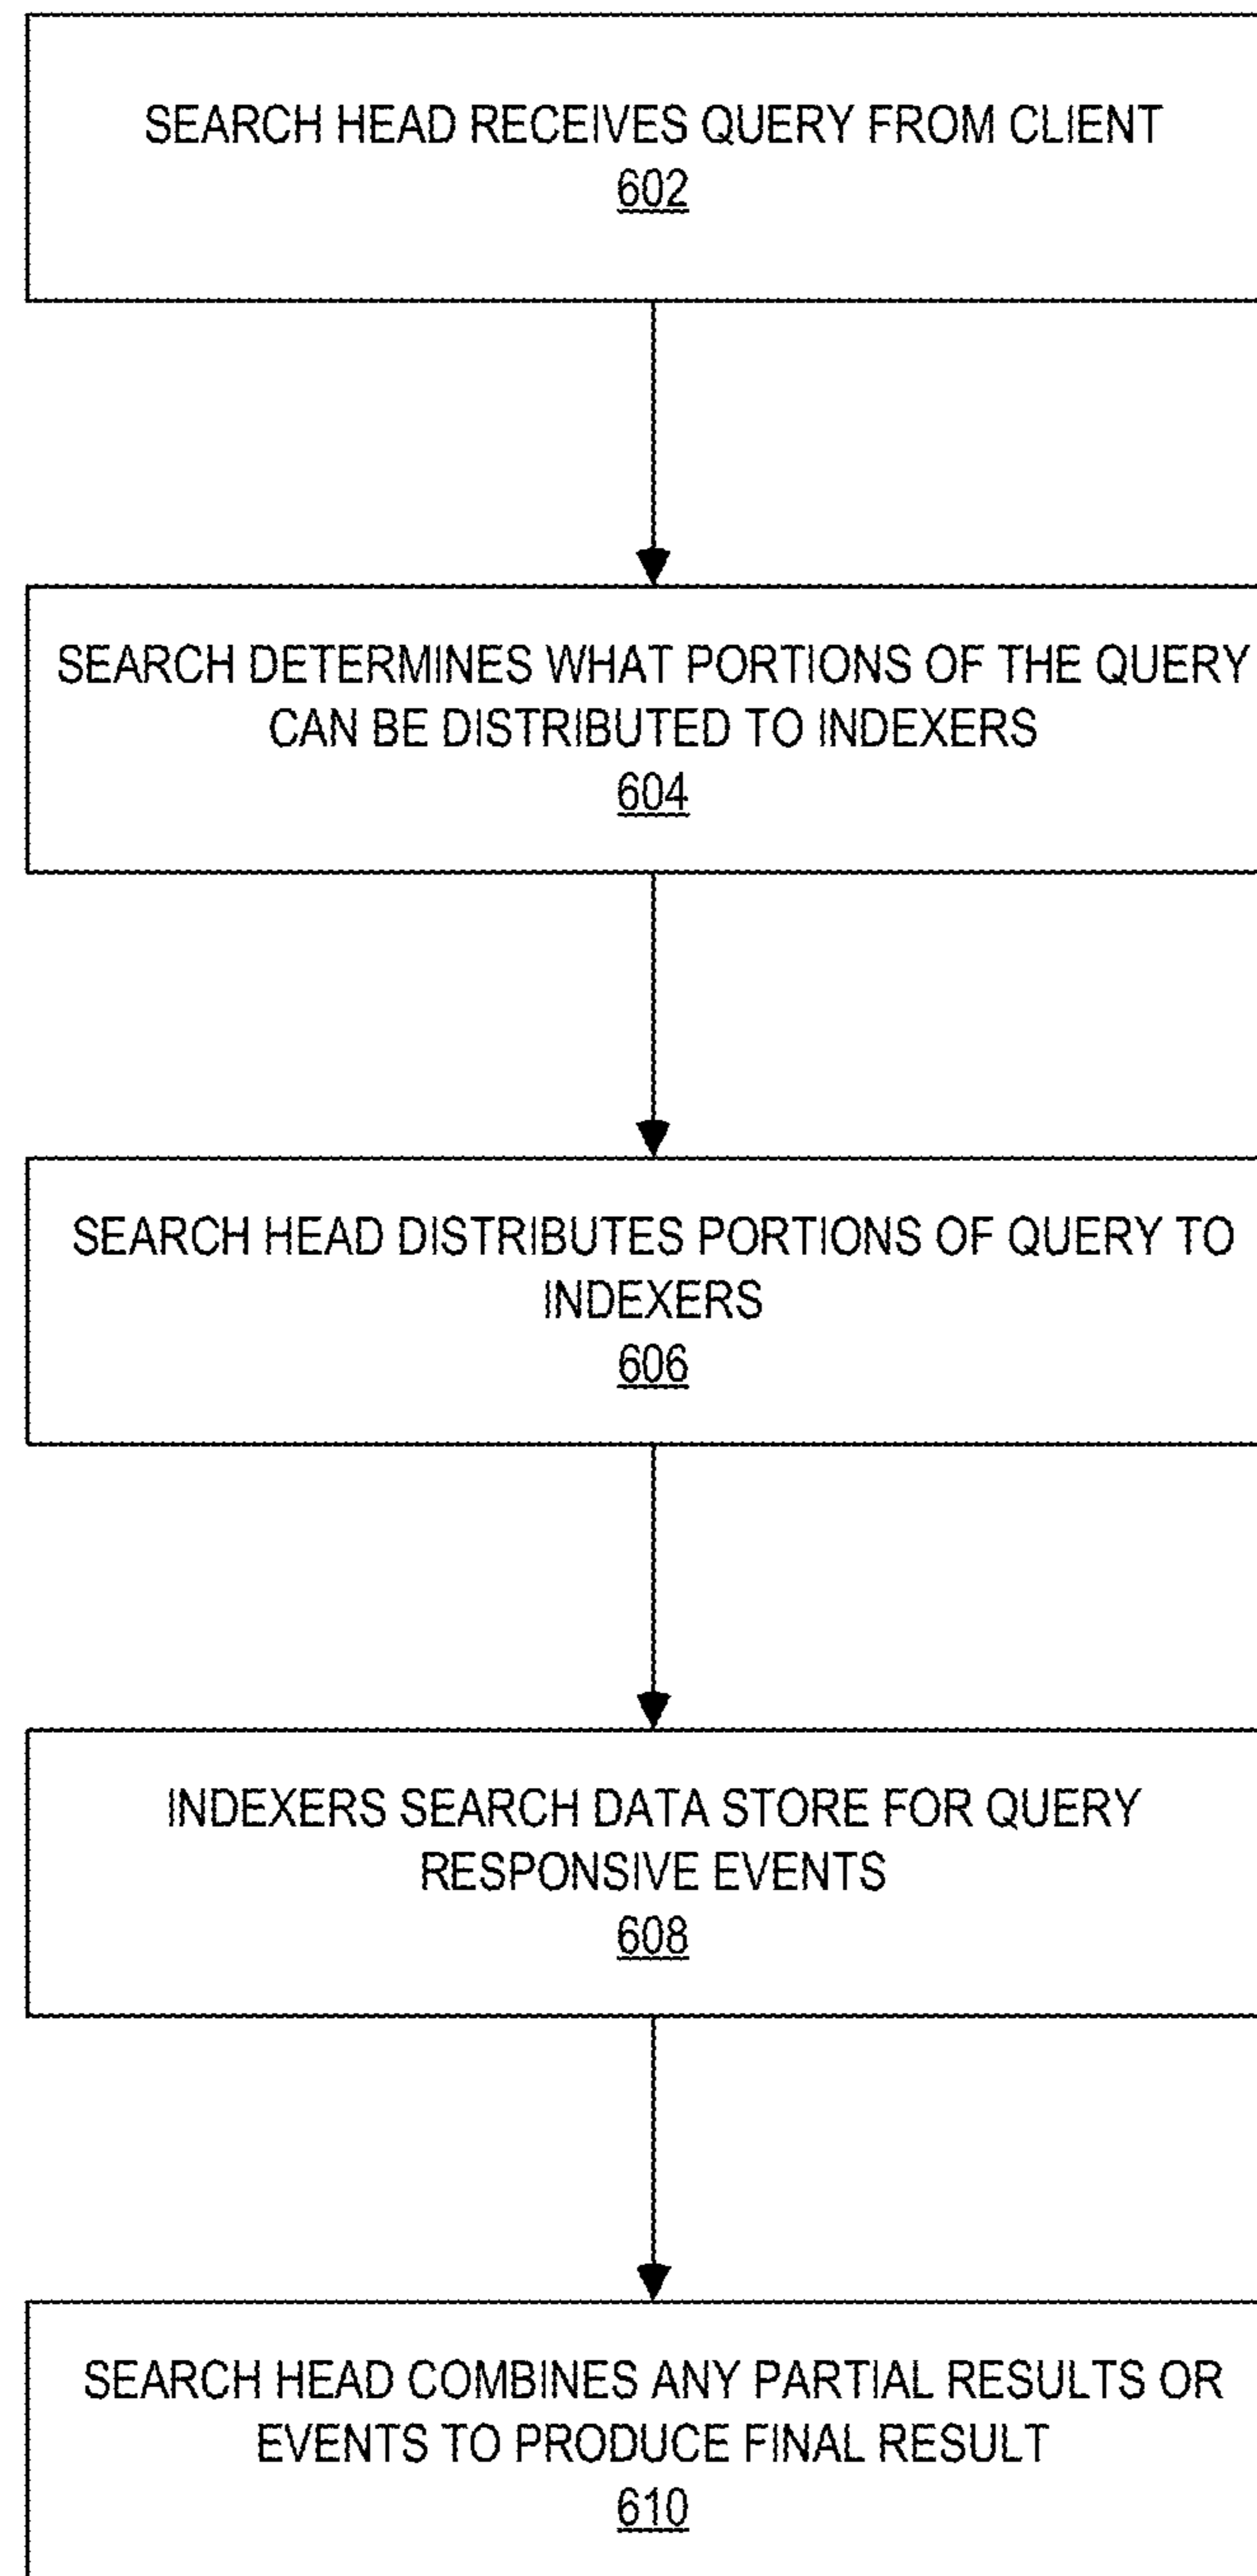 SEARCH HEAD RECEIVES QUERY FROM CLIENT
602
SEARCH DETERMINES WHAT PORTIONS OF THE QUERY
CAN BE DISTRIBUTED TO INDEXERS
604
SEARCH HEAD DISTRIBUTES PORTIONS OF QUERY TO
INDEXERS
606
INDEXERS SEARCH DATA STORE FOR QUERY
RESPONSIVE EVENTS
608
SEARCH HEAD COMBINES ANY PARTIAL RESULTS OR
EVENTS TO PRODUCE FINAL RESULT
610